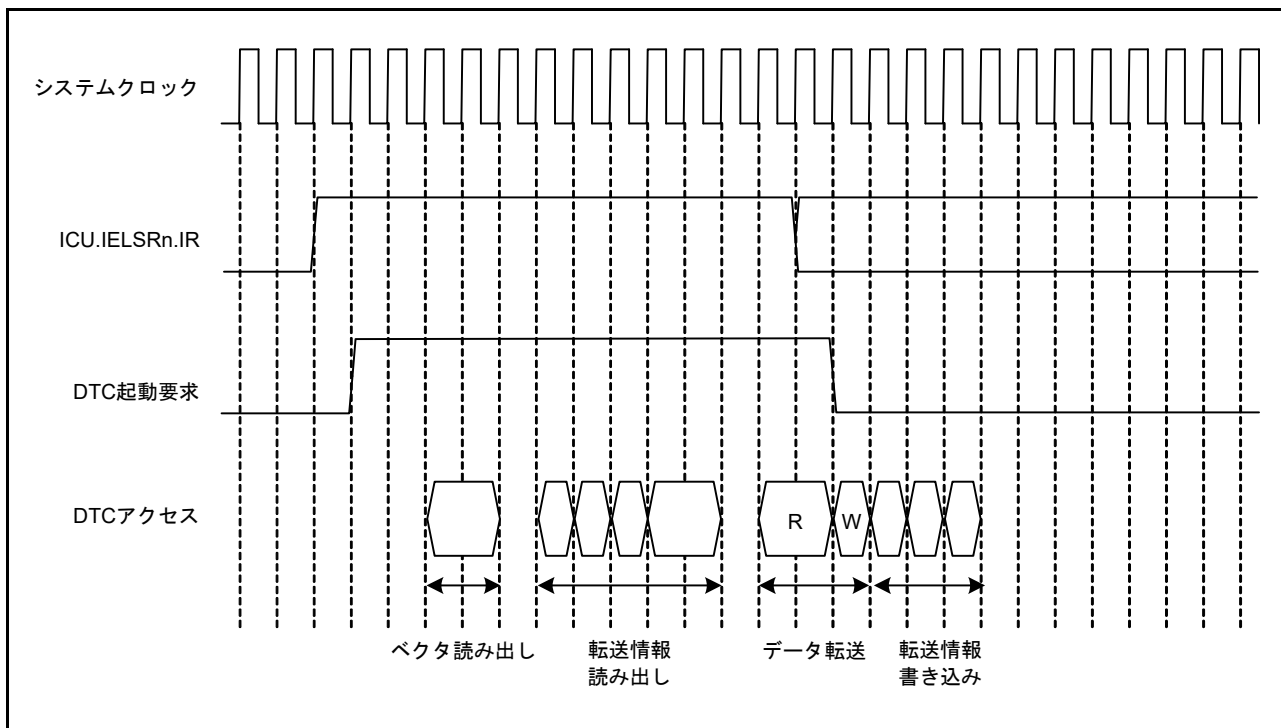 システムクロック
ICU.IELSRn.IR
DTC起動要求
DTCアクセス
R
W
ベクタ読み出し
転送情報
読み出し
データ転送
転送情報
書き込み